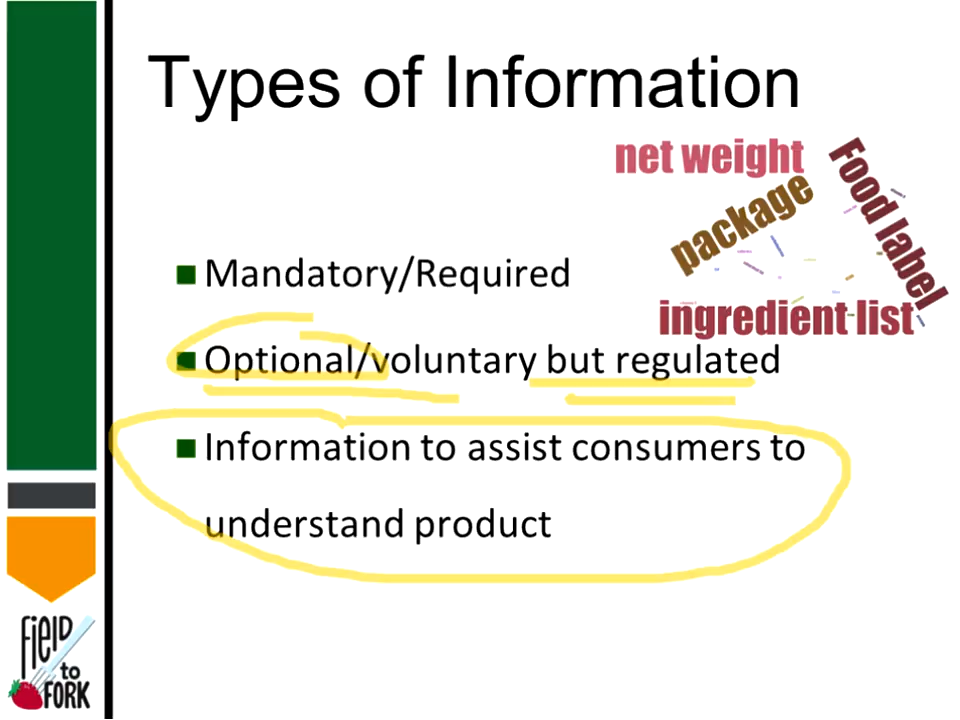 Types of Information
net weight
package
Food label
ingredient list
Mandatory/Required
Optional/voluntary but regulated
Information to assist consumers to
understand product
FielD
to
FORK